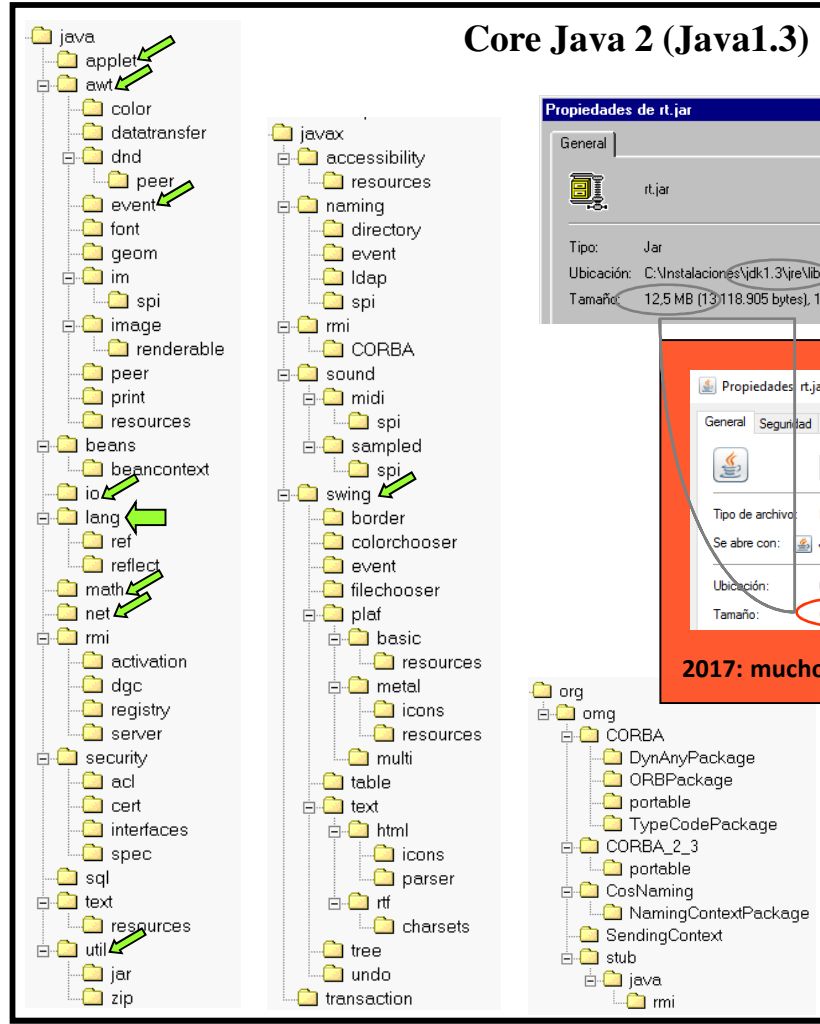 Core Java 2 (Java1.3)
java
applet
awt
color
datatransfer
dnd
peer
event
font
geom
im
spi
image
renderable
peer
print
resources
beans
beancontext
io
lang
ref
reflect
math
net
rmi
activation
dgc
registry
server
security
acl
cert
interfaces
spec
sql
text
resources
util
jar
zip
javax
accessibility
resources
naming
directory
event
ldap
spi
rmi
CORBA
sound
midi
spi
sampled
spi
swing
border
colorchooser
event
filechooser
plaf
basic
resources
metal
icons
resources
multi
table
text
html
icons
parser
rtf
charsets
tree
undo
transaction
Propiedades de rt.jar
General
rt.jar
Tipo: Jar
Ubicación: C:\Instalaciones\jdk1.3\jre\lib
Tamaño: 12,5 MB (13.118.905 bytes), 1
Propiedades: rt.ja
General Seguridad
Tipo de archivo:
Se abre con:
Ubicación:
Tamaño:
2017: mucho
org
omg
CORBA
DynAnyPackage
ORBPackage
portable
TypeCodePackage
CORBA_2_3
portable
CosNaming
NamingContextPackage
SendingContext
stub
java
rmi